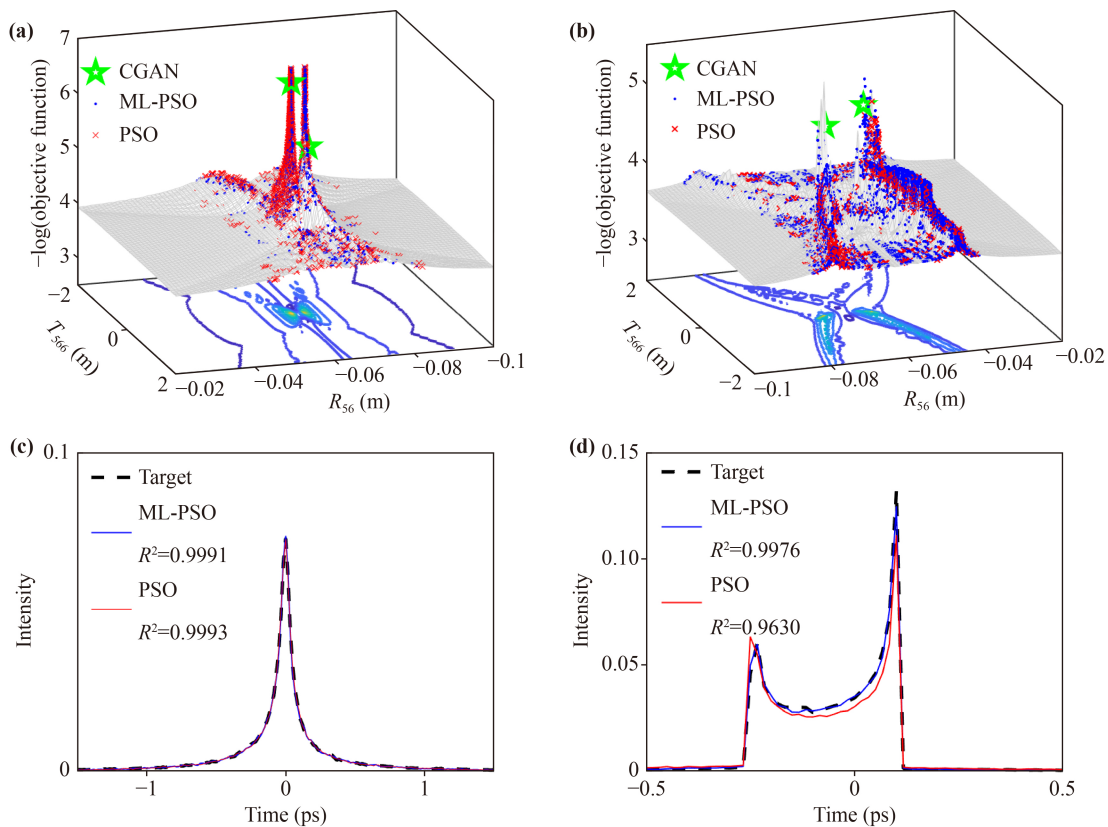 (a)
7
6
5
4
3
−log(objective function)
CGAN
ML-PSO
PSO
−2
0
2
T566 (m)
−0.02
−0.04
−0.06
−0.08
−0.1
R56 (m)
(b)
5
4
3
−log(objective function)
CGAN
ML-PSO
PSO
2
0
−2
T566 (m)
−0.1
−0.08
−0.06
−0.04
−0.02
R56 (m)
(c)
0.1
0
Intensity
Target
ML-PSO
R²=0.9991
PSO
R²=0.9993
−1
0
1
Time (ps)
(d)
0.15
0.10
0.05
0
Intensity
Target
ML-PSO
R²=0.9976
PSO
R²=0.9630
−0.5
0
0.5
Time (ps)